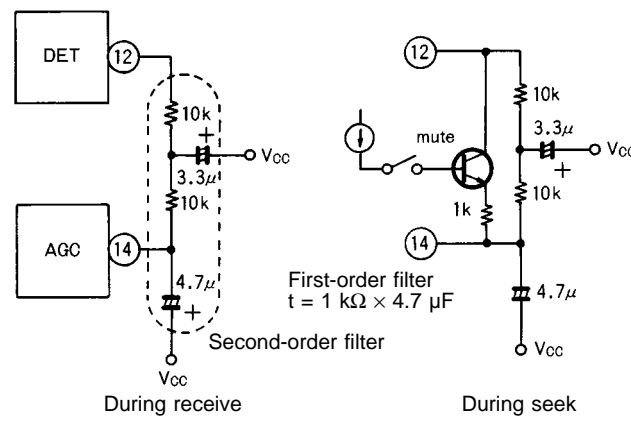 DET
12
10k
+
3.3μ
VCC
10k
AGC
14
4.7μ
+
VCC
Second-order filter
During receive
12
10k
mute
3.3μ
VCC
+
10k
1k
14
First-order filter
t = 1 kΩ × 4.7 μF
4.7μ
+
VCC
During seek